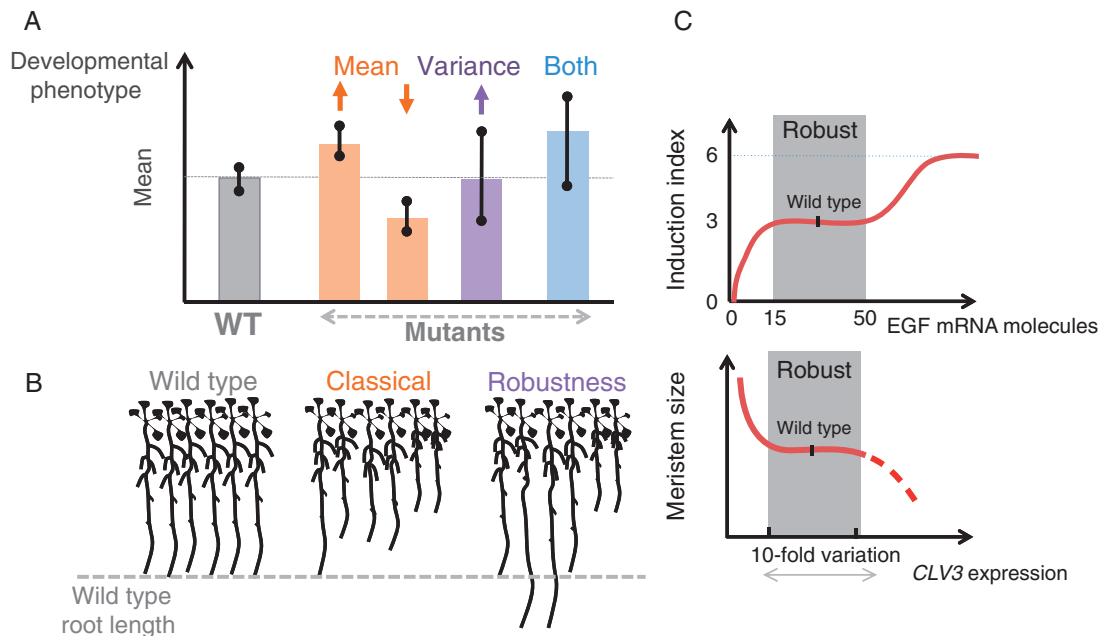 A
Developmental
phenotype
Mean
Mean
Variance
Both
WT
Mutants
B
Wild type
Classical
Robustness
Wild type
root length
C
Induction index
6
3
0
Robust
Wild type
0
15
50
EGF mRNA molecules
Meristem size
Robust
Wild type
10-fold variation
CLV3 expression